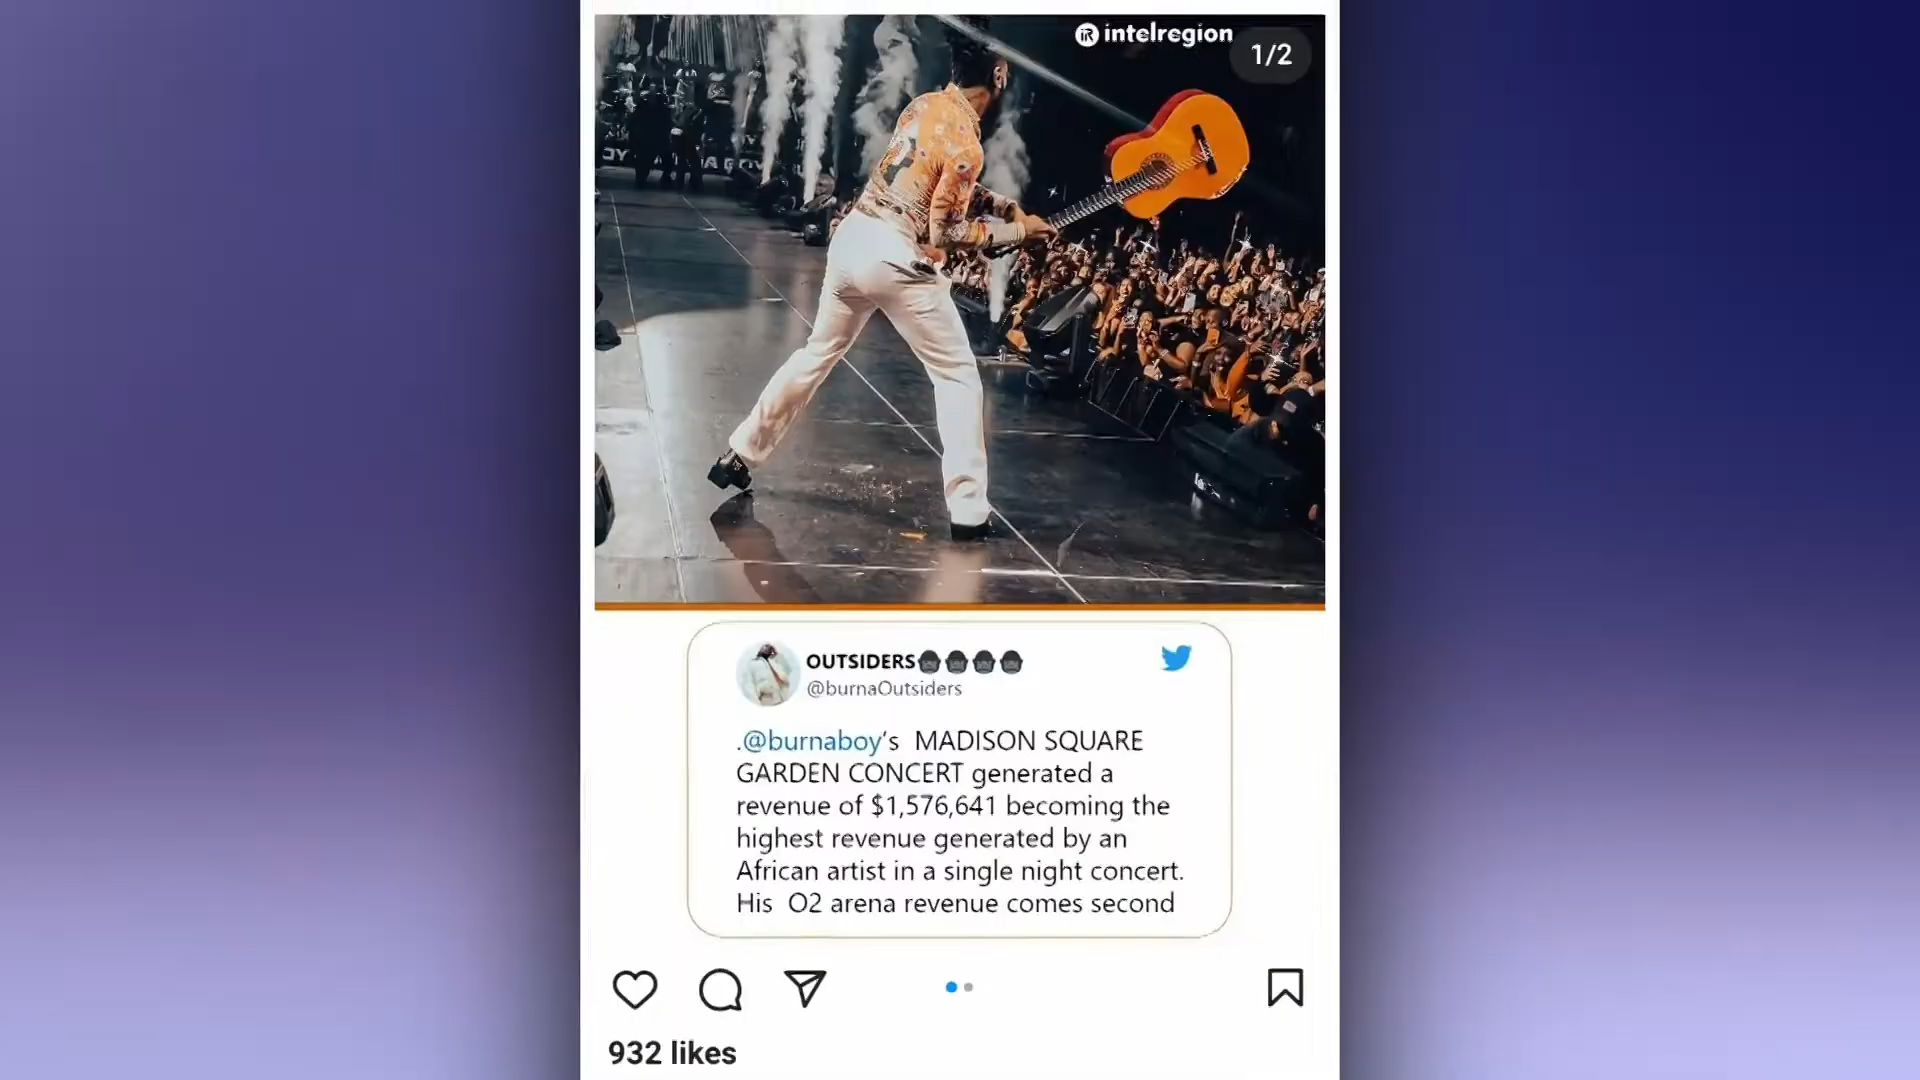 intelregion
1/2
OUTSIDERS
@burnaOutsiders
.@burnaboy's MADISON SQUARE
GARDEN CONCERT generated a
revenue of $1,576,641 becoming the
highest revenue generated by an
African artist in a single night concert.
His O2 arena revenue comes second
932 likes